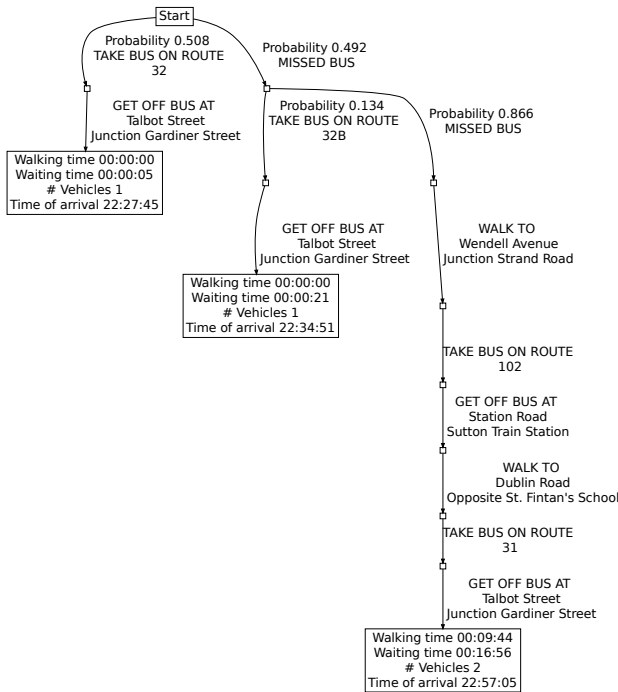 Start
Probability 0.508
TAKE BUS ON ROUTE
32
Probability 0.492
MISSED BUS
GET OFF BUS AT
Talbot Street
Junction Gardiner Street
Probability 0.134
TAKE BUS ON ROUTE
32B
Probability 0.866
MISSED BUS
Walking time 00:00:00
Waiting time 00:00:05
# Vehicles 1
Time of arrival 22:27:45
GET OFF BUS AT
Talbot Street
Junction Gardiner Street
WALK TO
Wendell Avenue
Junction Strand Road
Walking time 00:00:00
Waiting time 00:00:21
# Vehicles 1
Time of arrival 22:34:51
TAKE BUS ON ROUTE
102
GET OFF BUS AT
Station Road
Sutton Train Station
WALK TO
Dublin Road
Opposite St. Fintan's School
TAKE BUS ON ROUTE
31
GET OFF BUS AT
Talbot Street
Junction Gardiner Street
Walking time 00:09:44
Waiting time 00:16:56
# Vehicles 2
Time of arrival 22:57:05